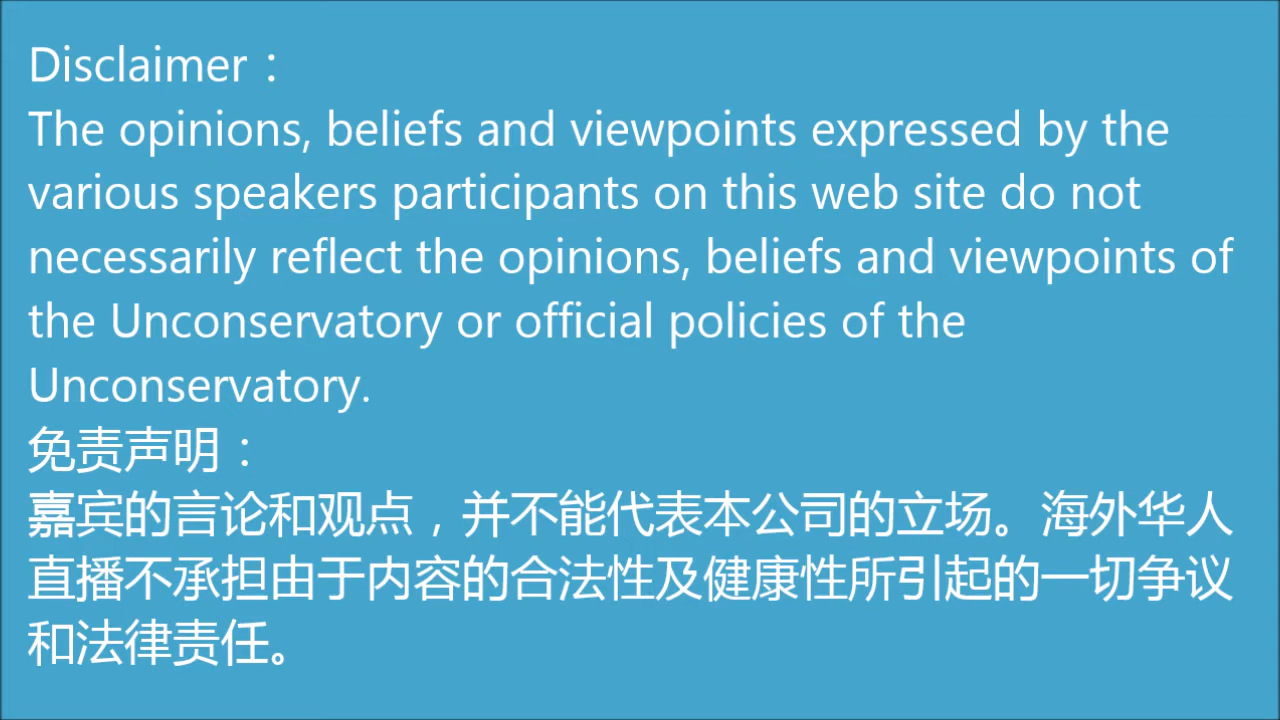 Disclaimer：
The opinions, beliefs and viewpoints expressed by the
various speakers participants on this web site do not
necessarily reflect the opinions, beliefs and viewpoints of
the Unconservatory or official policies of the
Unconservatory.
免责声明：
嘉宾的言论和观点，并不能代表本公司的立场。海外华人
直播不承担由于内容的合法性及健康性所引起的一切争议
和法律责任。